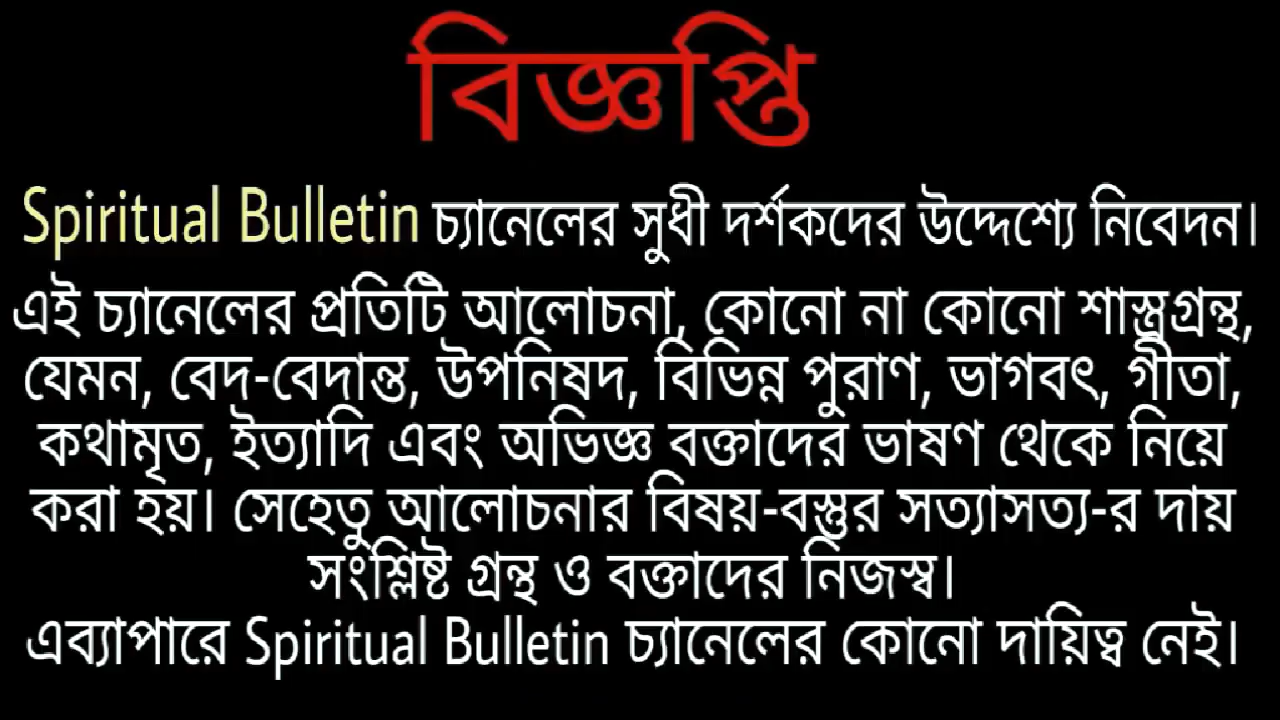 বিজ্ঞপ্তি
Spiritual Bulletin চ্যানেলের সুধী দর্শকদের উদ্দেশ্যে নিবেদন।
এই চ্যানেলের প্রতিটি আলোচনা, কোনো না কোনো শাস্ত্রগ্রন্থ,
যেমন, বেদ-বেদান্ত, উপনিষদ, বিভিন্ন পুরাণ, ভাগবৎ, গীতা,
কথামৃত, ইত্যাদি এবং অভিজ্ঞ বক্তাদের ভাষণ থেকে নিয়ে
করা হয়। সেহেতু আলোচনার বিষয়-বস্তুর সত্যাসত্য-র দায়
সংশ্লিষ্ট গ্রন্থ ও বক্তাদের নিজস্ব।
এব্যাপারে Spiritual Bulletin চ্যানেলের কোনো দায়িত্ব নেই।